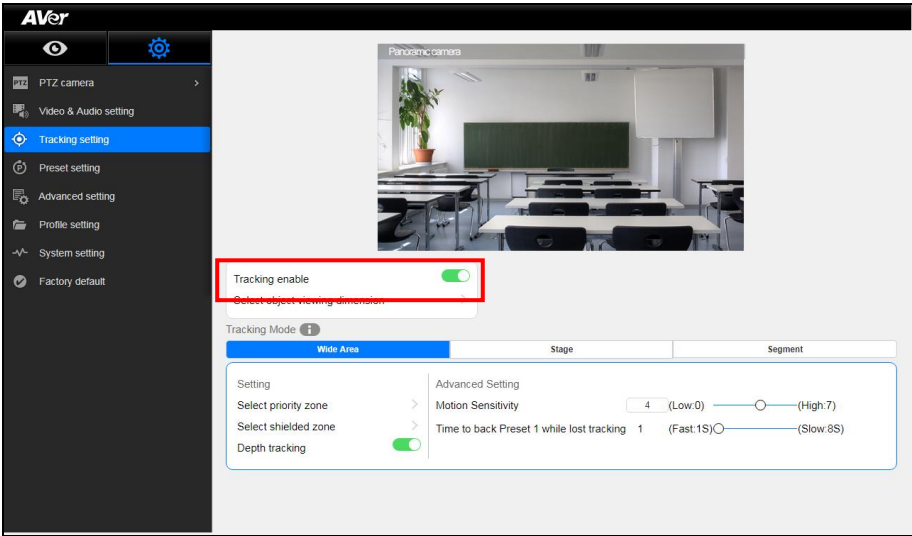 AVer
PTZ PTZ camera
Video & Audio setting
Tracking setting
P Preset setting
Advanced setting
Profile setting
System setting
Factory default
Panoramic camera
Tracking enable
Select object viewing dimension
Tracking Mode i
Wide Area Stage Segment
Setting
Select priority zone
Select shielded zone
Depth tracking
Advanced Setting
Motion Sensitivity 4 (Low:0) (High:7)
Time to back Preset 1 while lost tracking 1 (Fast:1S) (Slow:8S)